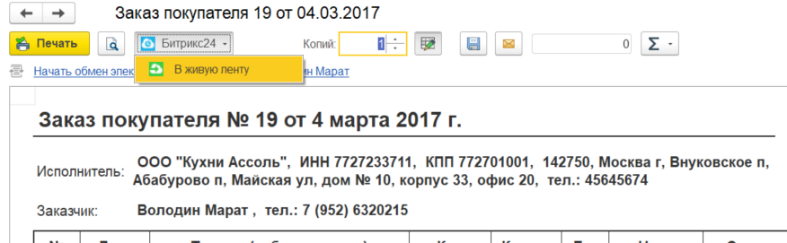 Заказ покупателя 19 от 04.03.2017
Печать Битрикс24 Копий: 1 0 Σ
Начать обмен элек В живую ленту н Марат
Заказ покупателя № 19 от 4 марта 2017 г.
Исполнитель: ООО "Кухни Ассоль", ИНН 7727233711, КПП 772701001, 142750, Москва г, Внуковское п,
Абабурово п, Майская ул, дом № 10, корпус 33, офис 20, тел.: 45645674
Заказчик: Володин Марат , тел.: 7 (952) 6320215